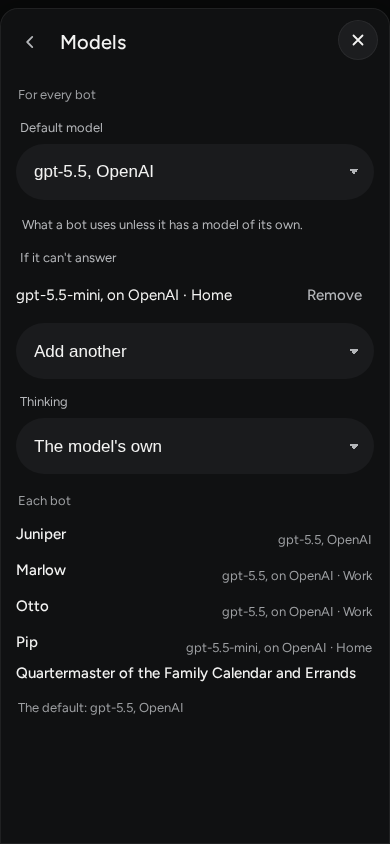 Models
For every bot
Default model
gpt-5.5, OpenAI
What a bot uses unless it has a model of its own.
If it can't answer
gpt-5.5-mini, on OpenAI · Home Remove
Add another
Thinking
The model's own
Each bot
Juniper gpt-5.5, OpenAI
Marlow gpt-5.5, on OpenAI · Work
Otto gpt-5.5, on OpenAI · Work
Pip gpt-5.5-mini, on OpenAI · Home
Quartermaster of the Family Calendar and Errands
The default: gpt-5.5, OpenAI